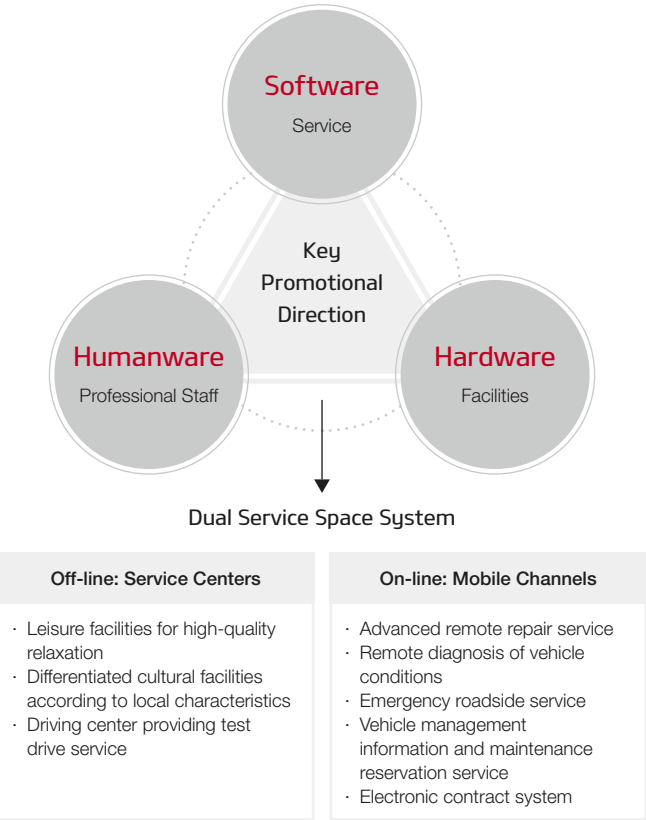 Software
Service
Key
Promotional
Direction
Humanware
Professional Staff
Hardware
Facilities
Dual Service Space System
Off-line: Service Centers
· Leisure facilities for high-quality
relaxation
· Differentiated cultural facilities
according to local characteristics
· Driving center providing test
drive service
On-line: Mobile Channels
· Advanced remote repair service
· Remote diagnosis of vehicle
conditions
· Emergency roadside service
· Vehicle management
information and maintenance
reservation service
· Electronic contract system